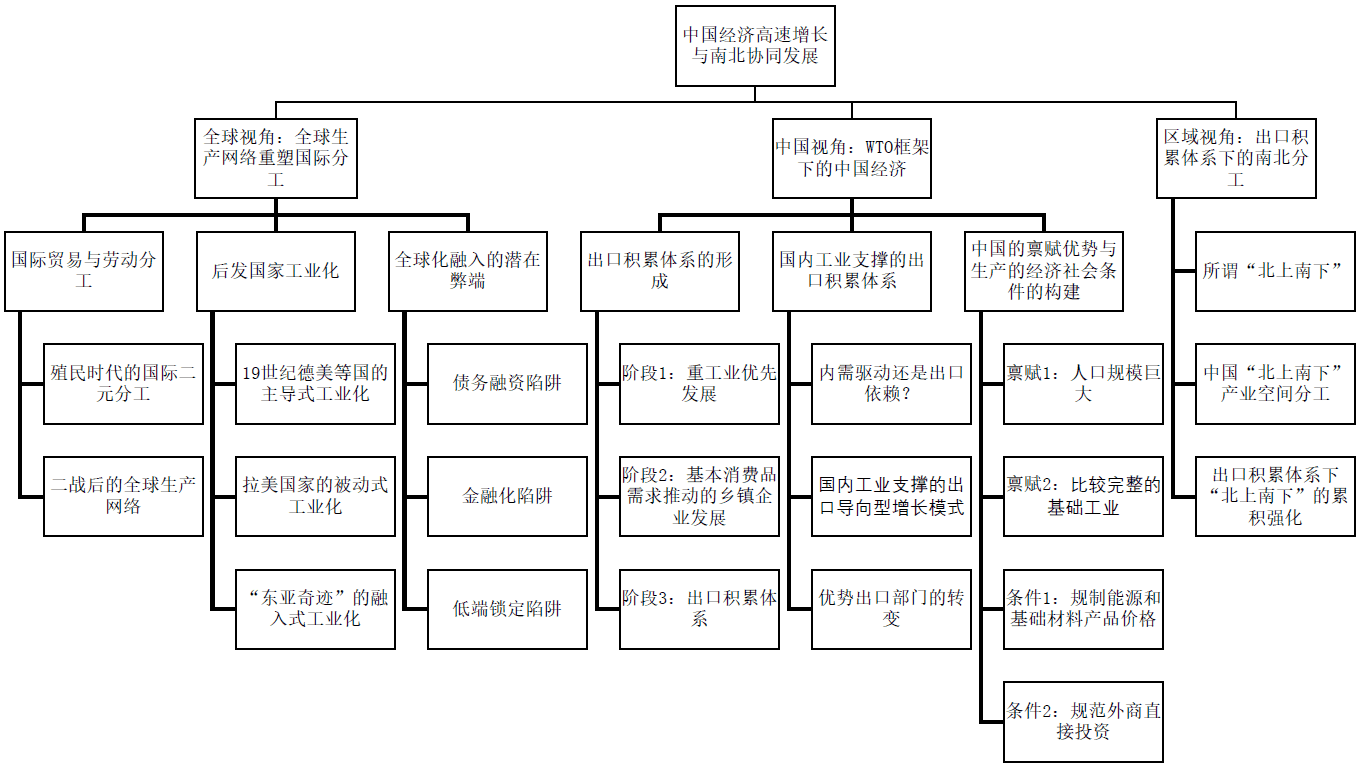 中国经济高速增长
与南北协同发展
全球视角：全球生
产网络重塑国际分
工
中国视角：WTO框架
下的中国经济
区域视角：出口积
累体系下的南北分
工
国际贸易与劳动分
工
后发国家工业化
全球化融入的潜在
弊端
出口积累体系的形
成
国内工业支撑的出
口积累体系
中国的禀赋优势与
生产的经济社会条
件的构建
所谓“北上南下”
殖民时代的国际二
元分工
19世纪德美等国的
主导式工业化
债务融资陷阱
阶段1：重工业优先
发展
内需驱动还是出口
依赖？
禀赋1：人口规模巨
大
中国“北上南下”
产业空间分工
二战后的全球生产
网络
拉美国家的被动式
工业化
金融化陷阱
阶段2：基本消费品
需求推动的乡镇企
业发展
国内工业支撑的出
口导向型增长模式
禀赋2：比较完整的
基础工业
出口积累体系下
“北上南下”的累
积强化
“东亚奇迹”的融
入式工业化
低端锁定陷阱
阶段3：出口积累体
系
优势出口部门的转
变
条件1：规制能源和
基础材料产品价格
条件2：规范外商直
接投资